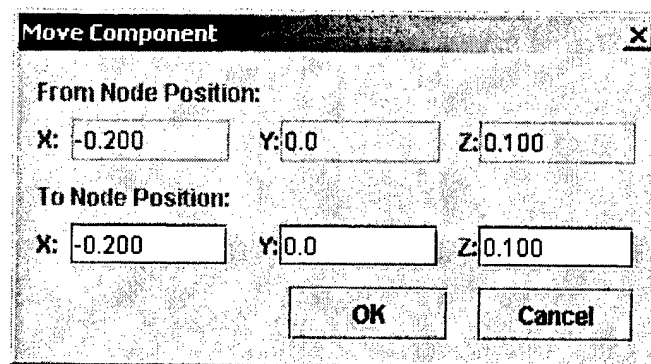 Move Component
From Node Position:
X: -0.200 Y: 0.0 Z: 0.100
To Node Position:
X: -0.200 Y: 0.0 Z: 0.100
OK Cancel